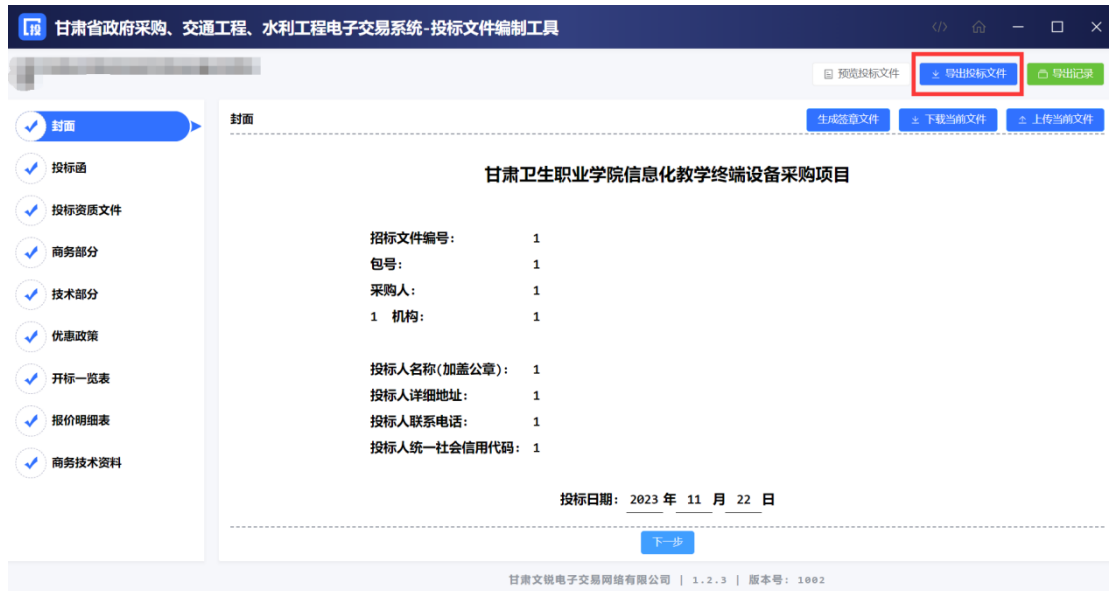 投 甘肃省政府采购、交通工程、水利工程电子交易系统-投标文件编制工具
预览投标文件 导出投标文件 导出记录
封面
投标函
投标资质文件
商务部分
技术部分
优惠政策
开标一览表
报价明细表
商务技术资料
封面 生成签章文件 下载当前文件 上传当前文件
甘肃卫生职业学院信息化教学终端设备采购项目
招标文件编号: 1
包号: 1
采购人: 1
1 机构: 1
投标人名称(加盖公章): 1
投标人详细地址: 1
投标人联系电话: 1
投标人统一社会信用代码: 1
投标日期: 2023 年 11 月 22 日
下一步
甘肃文锐电子交易网络有限公司 | 1.2.3 | 版本号: 1002